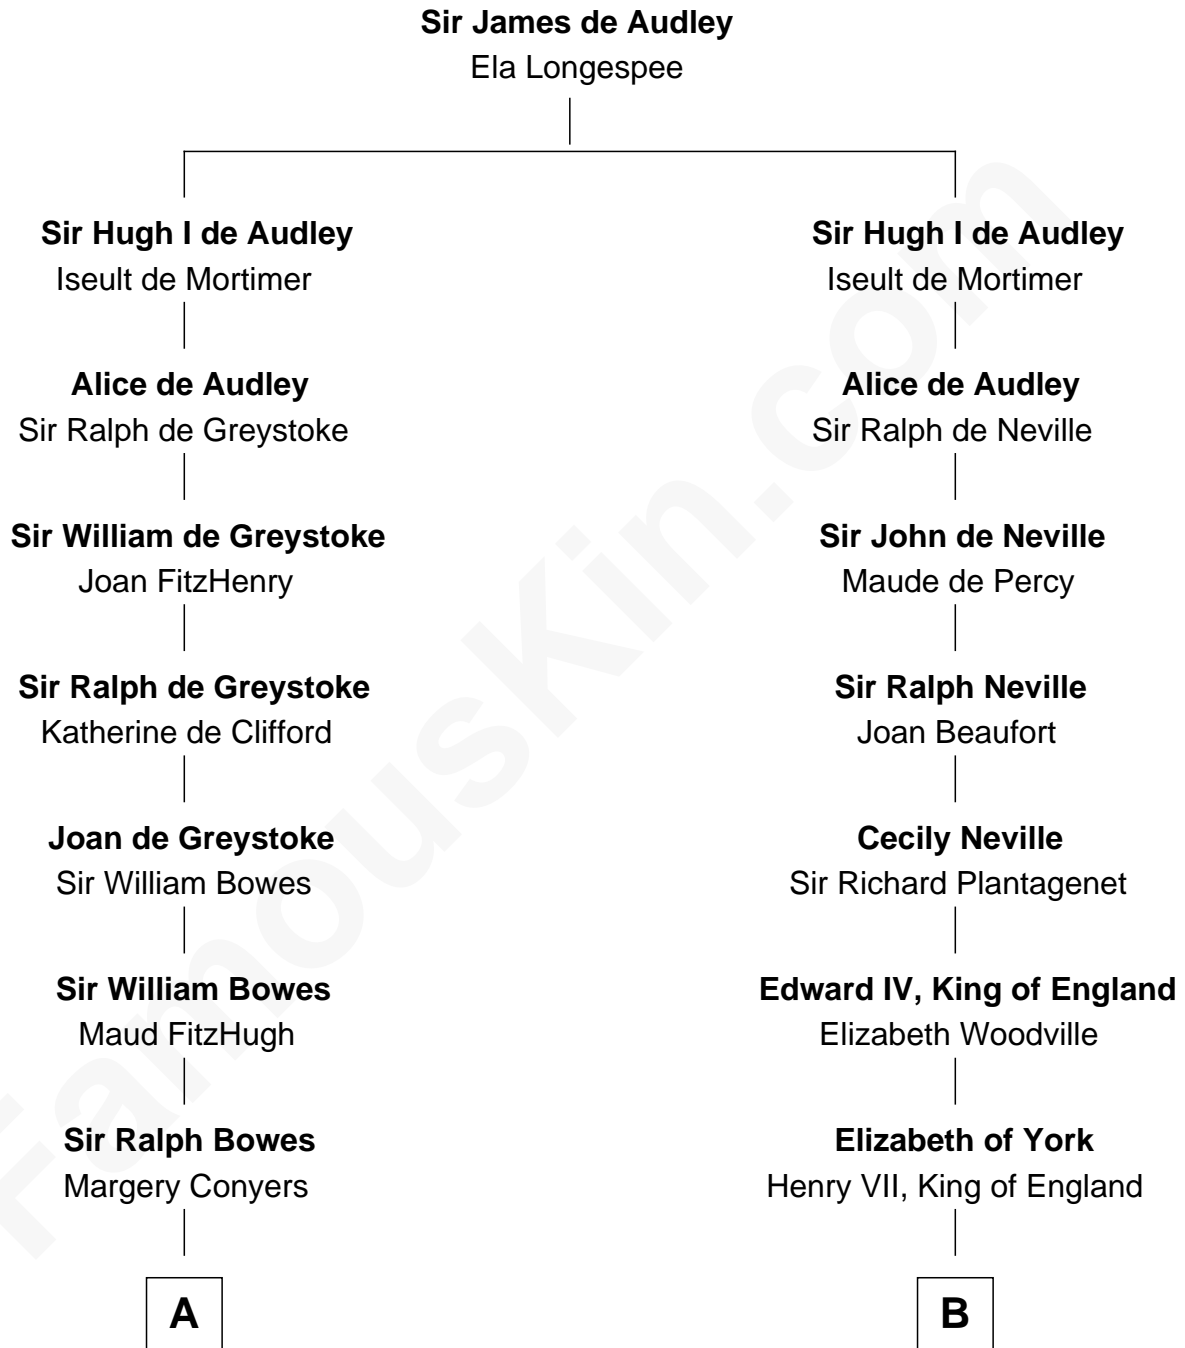 Sir James de Audley
Ela Longespee
Sir Hugh I de Audley
Iseult de Mortimer
Alice de Audley
Sir Ralph de Greystoke
Sir William de Greystoke
Joan FitzHenry
Sir Ralph de Greystoke
Katherine de Clifford
Joan de Greystoke
Sir William Bowes
Sir William Bowes
Maud FitzHugh
Sir Ralph Bowes
Margery Conyers
A
Sir Hugh I de Audley
Iseult de Mortimer
Alice de Audley
Sir Ralph de Neville
Sir John de Neville
Maude de Percy
Sir Ralph Neville
Joan Beaufort
Cecily Neville
Sir Richard Plantagenet
Edward IV, King of England
Elizabeth Woodville
Elizabeth of York
Henry VII, King of England
B
FamousKin.com